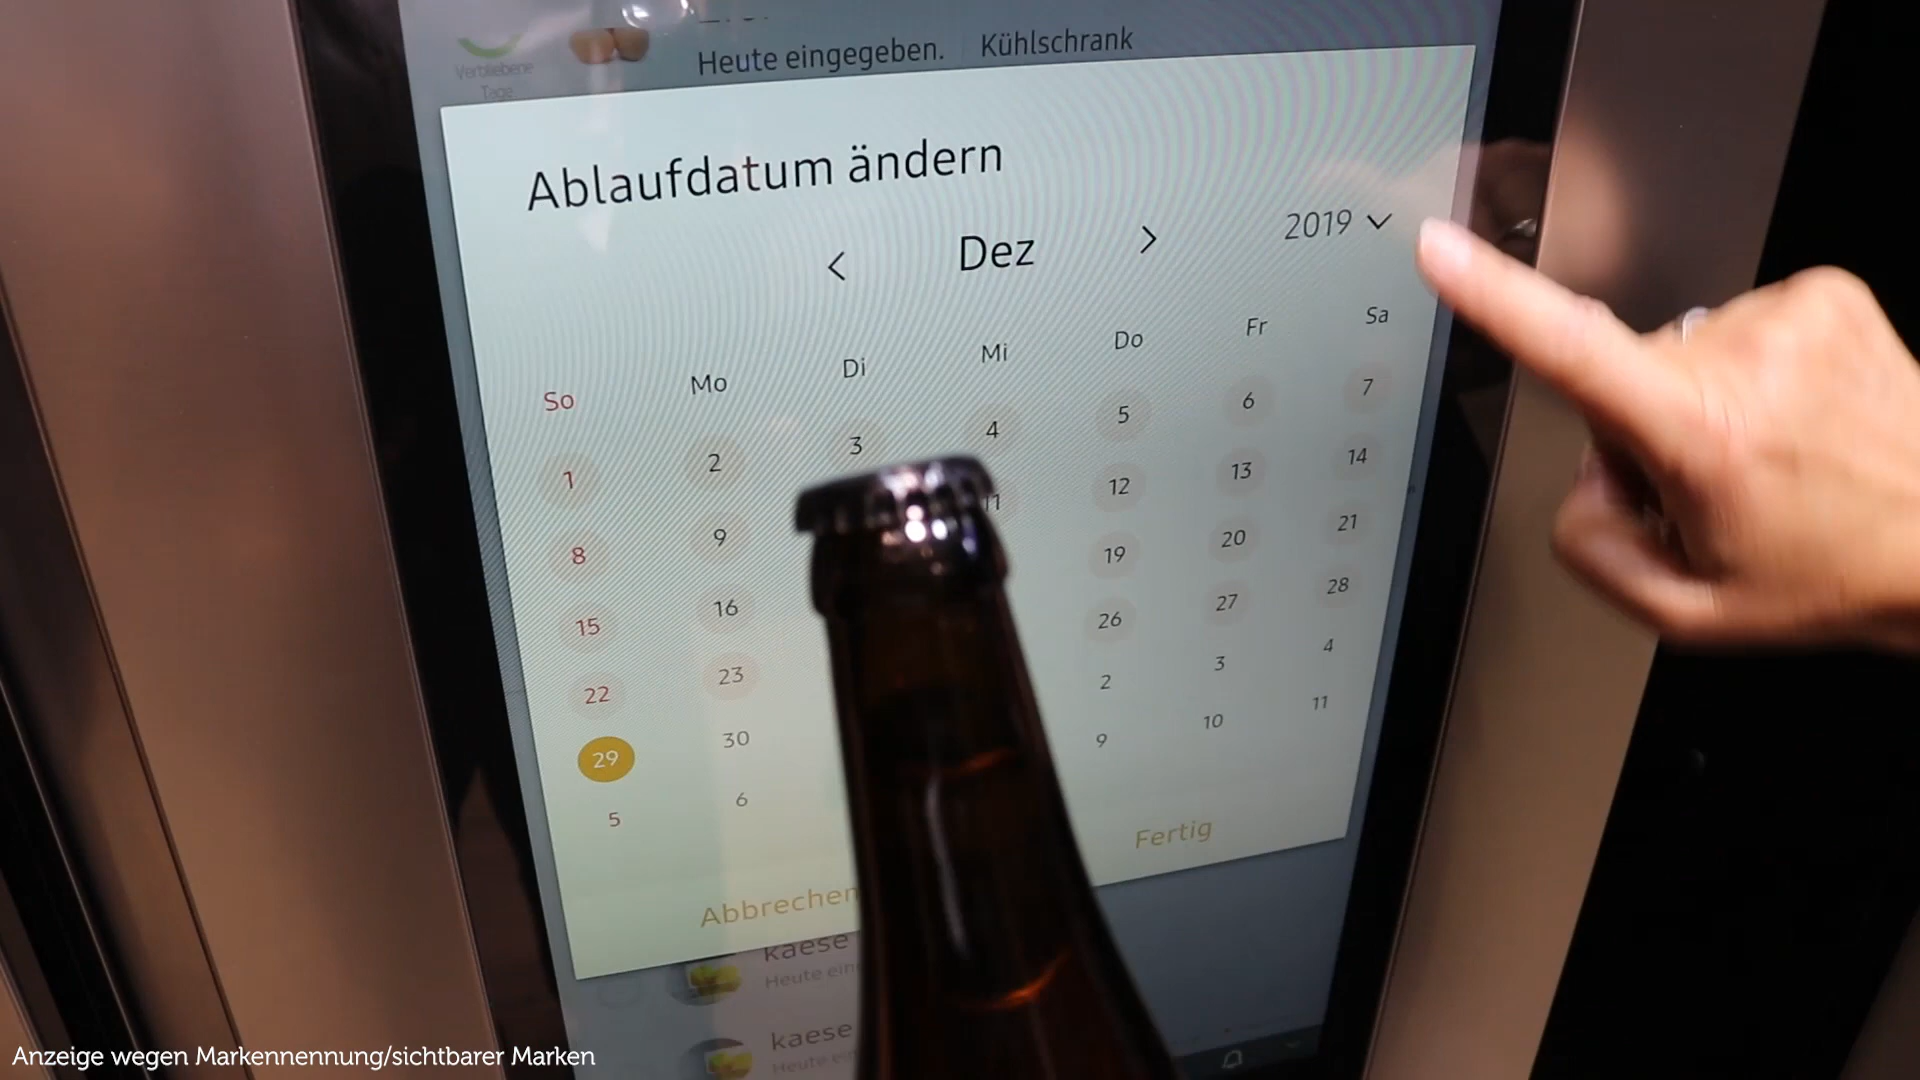 Verbliebene
Tage
Heute eingegeben. Kühlschrank
Ablaufdatum ändern
< Dez > 2019
So Mo Di Mi Do Fr Sa
1 2 3 4 5 6 7
8 9 11 12 13 14
15 16 19 20 21
22 23 26 27 28
29 30 2 3 4
5 6 9 10 11
Abbrechen Fertig
kaese
Heute ein
kaese
Heute ein
Anzeige wegen Markennennung/sichtbarer Marken